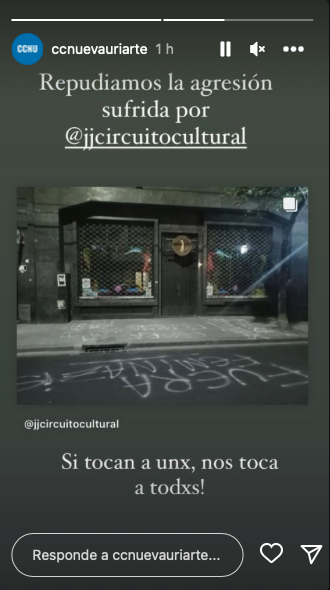 CCNU
ccnuevauriarte 1 h
Repudiamos la agresión
sufrida por
@jjcircuitocultural
FUERA
FEMINAZIS
@jjcircuitocultural
Si tocan a unx, nos toca
a todxs!
Responde a ccnuevauriarte...